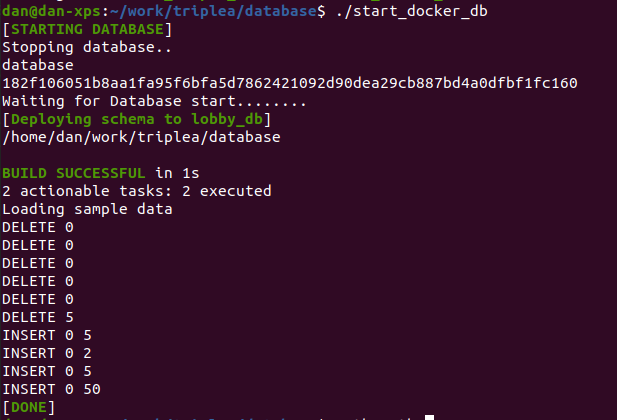 dan@dan-xps:~/work/triplea/database$ ./start_docker_db
[STARTING DATABASE]
Stopping database..
database
182f106051b8aa1fa95f6bfa5d7862421092d90dea29cb887bd4a0dfbf1fc160
Waiting for Database start........
[Deploying schema to lobby_db]
/home/dan/work/triplea/database

BUILD SUCCESSFUL in 1s
2 actionable tasks: 2 executed
Loading sample data
DELETE 0
DELETE 0
DELETE 0
DELETE 0
DELETE 0
DELETE 5
INSERT 0 5
INSERT 0 2
INSERT 0 5
INSERT 0 50
[DONE]